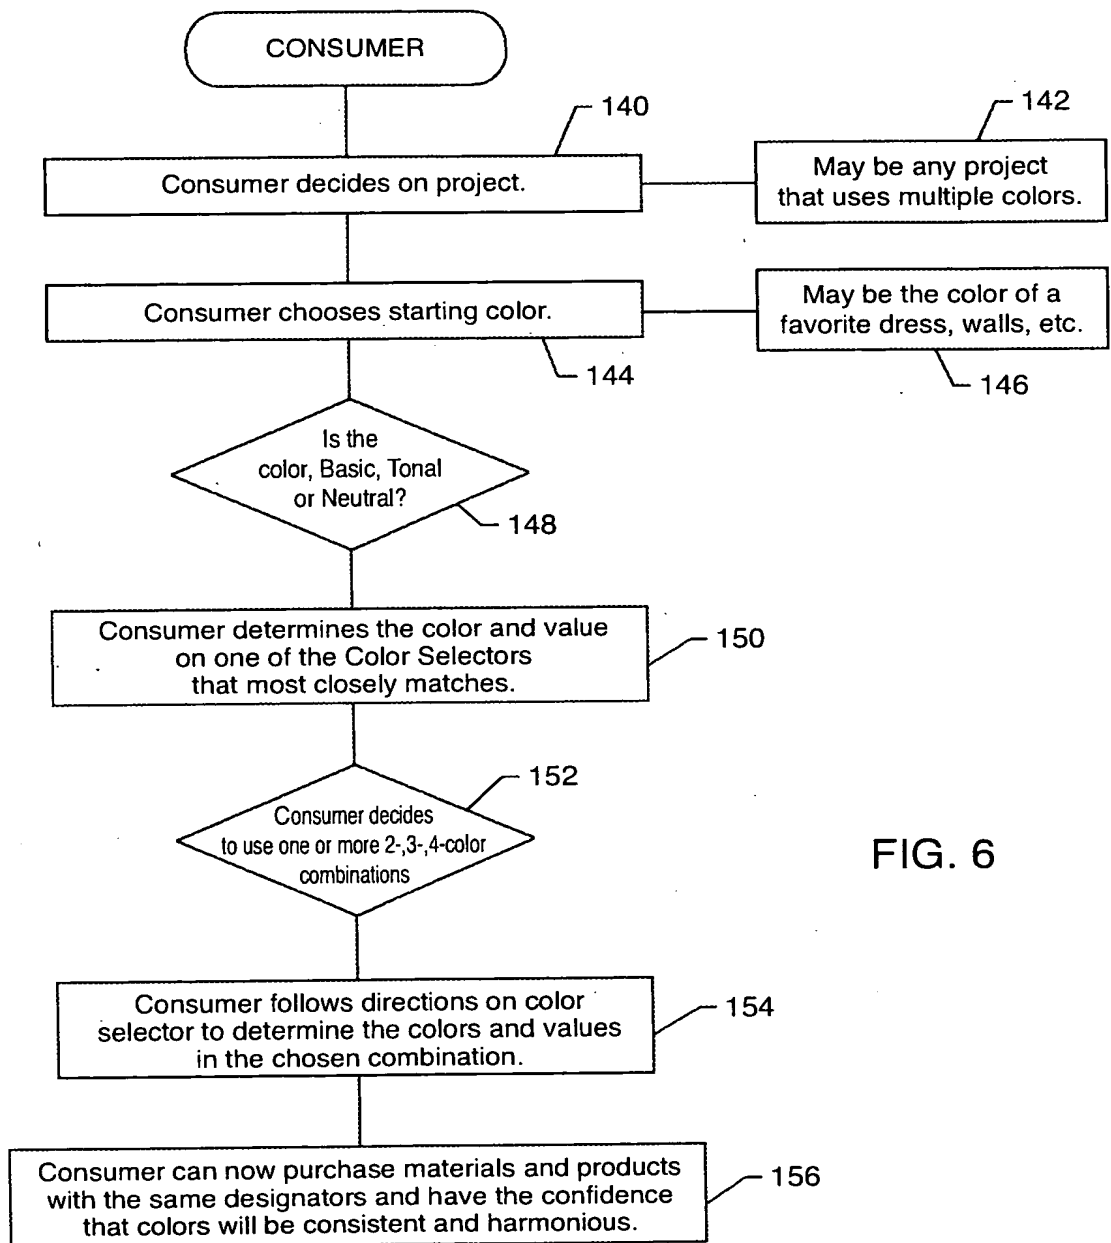 CONSUMER
140
142
Consumer decides on project.
May be any project
that uses multiple colors.
Consumer chooses starting color.
May be the color of a
favorite dress, walls, etc.
144
146
Is the
color, Basic, Tonal
or Neutral?
148
Consumer determines the color and value
on one of the Color Selectors
that most closely matches.
150
152
Consumer decides
to use one or more 2-,3-,4-color
combinations
FIG. 6
Consumer follows directions on color
selector to determine the colors and values
in the chosen combination.
154
Consumer can now purchase materials and products
with the same designators and have the confidence
that colors will be consistent and harmonious.
156